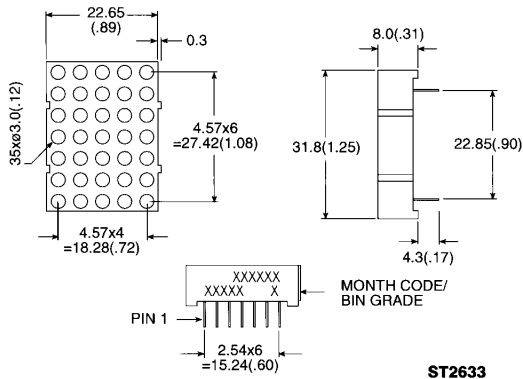 22.65
(.89)
0.3
8.0(.31)
35xø3.0(.12)
4.57x6
=27.42(1.08)
31.8(1.25)
22.85(.90)
4.57x4
=18.28(.72)
4.3(.17)
XXXXXX
XXXXX X
MONTH CODE/
BIN GRADE
PIN 1
2.54x6
=15.24(.60)
ST2633